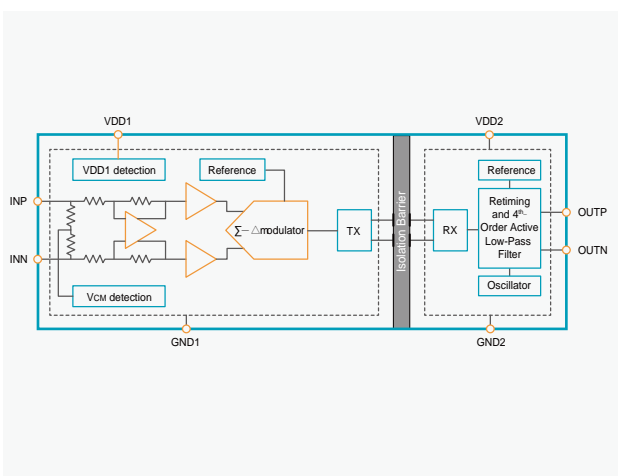 VDD1
VDD2
VDD1 detection
Reference
Reference
INP
INN
Σ−△modulator
TX
Isolation Barrier
RX
Retiming
and 4th-
Order Active
Low-Pass
Filter
OUTP
OUTN
Oscillator
VCM detection
GND1
GND2